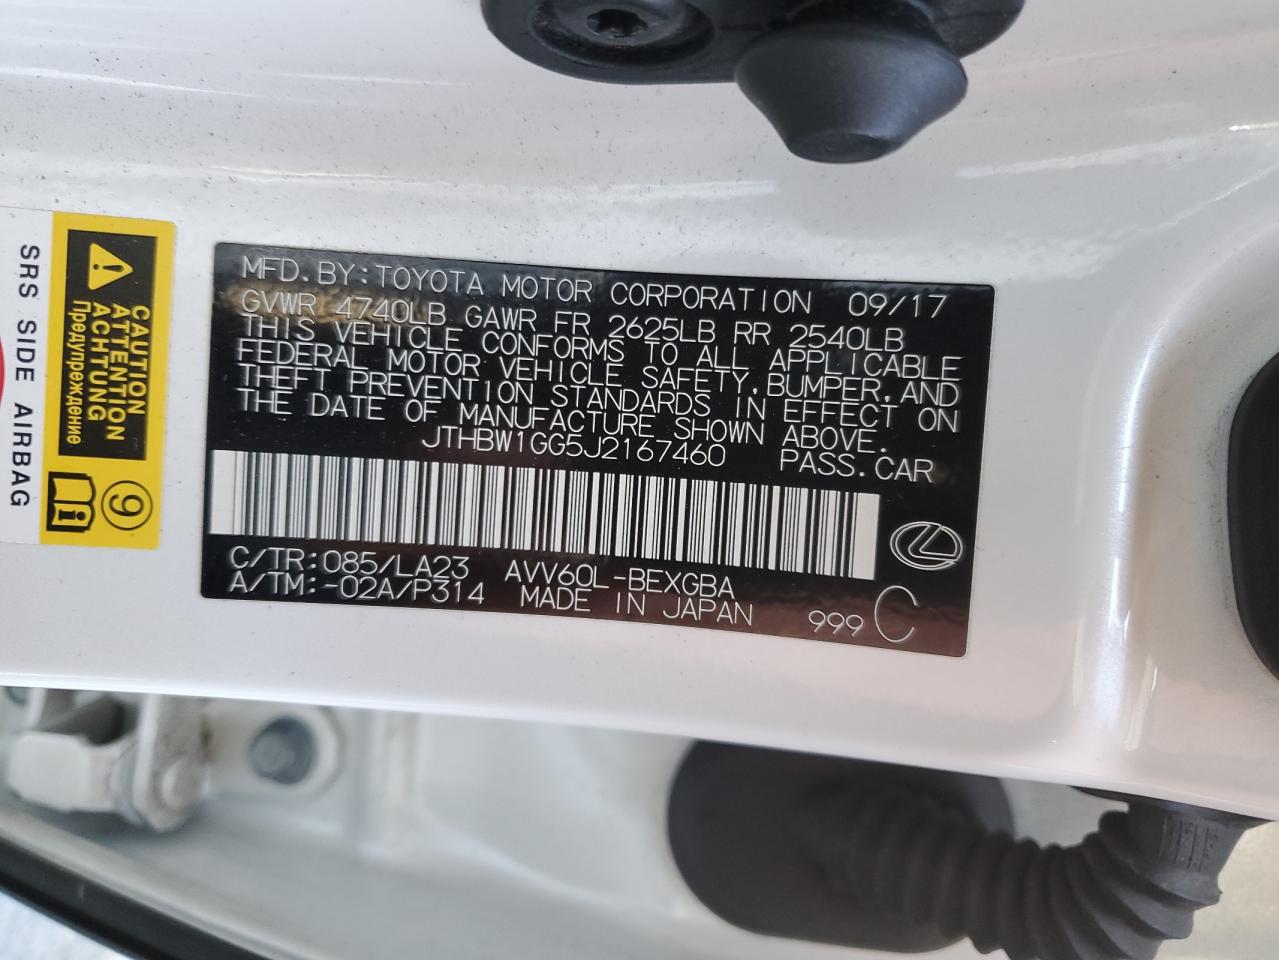 SRS SIDE AIRBAG
CAUTION
ATTENTION
ACHTUNG
Предупреждение
9
i
MFD.BY:TOYOTA MOTOR CORPORATION 09/17
GVWR 4740LB GAWR FR 2625LB RR 2540LB
THIS VEHICLE CONFORMS TO ALL APPLICABLE
FEDERAL MOTOR VEHICLE SAFETY,BUMPER,AND
THEFT PREVENTION STANDARDS IN EFFECT ON
THE DATE OF MANUFACTURE SHOWN ABOVE.
JTHBW1GG5J2167460 PASS.CAR
C/TR:085/LA23 AVV60L-BEXGBA
A/TM:-02A/P314 MADE IN JAPAN 999 C